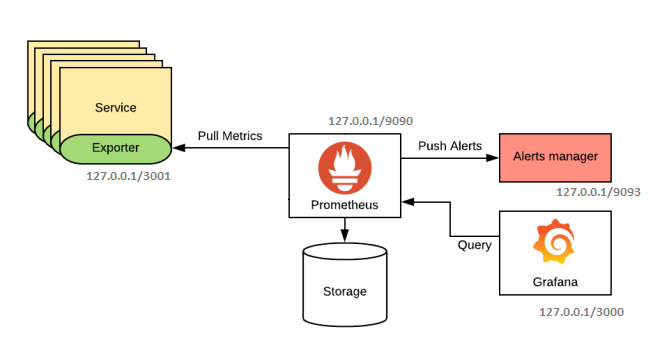 Service
Exporter
127.0.0.1/3001
Pull Metrics
127.0.0.1/9090
Prometheus
Push Alerts
Alerts manager
127.0.0.1/9093
Query
Grafana
127.0.0.1/3000
Storage